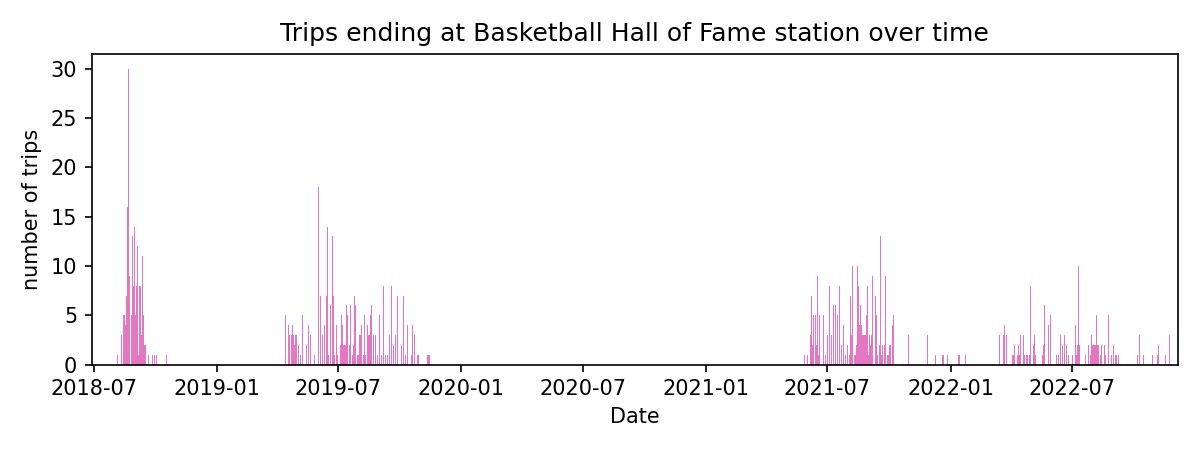 Trips ending at Basketball Hall of Fame station over time
number of trips
30
25
20
15
10
5
0
2018-07 2019-01 2019-07 2020-01 2020-07 2021-01 2021-07 2022-01 2022-07
Date